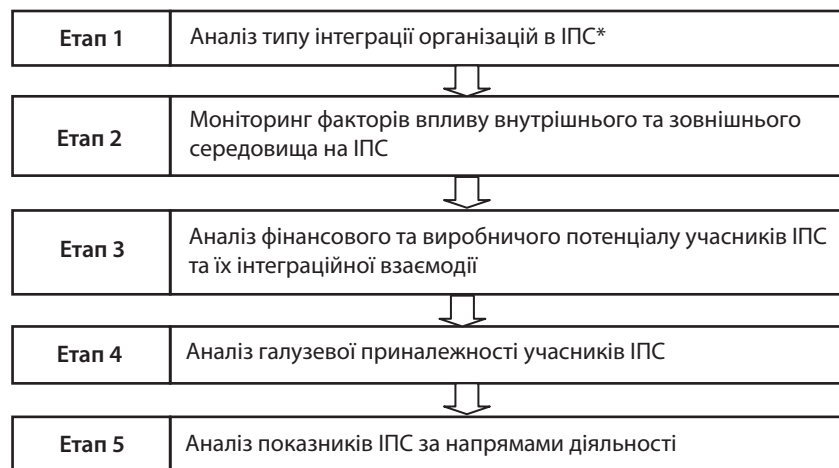 Етап 1
Аналіз типу інтеграції організацій в ІПС*
Етап 2
Моніторинг факторів впливу внутрішнього та зовнішнього
середовища на ІПС
Етап 3
Аналіз фінансового та виробничого потенціалу учасників ІПС
та їх інтеграційної взаємодії
Етап 4
Аналіз галузевої приналежності учасників ІПС
Етап 5
Аналіз показників ІПС за напрямами діяльності